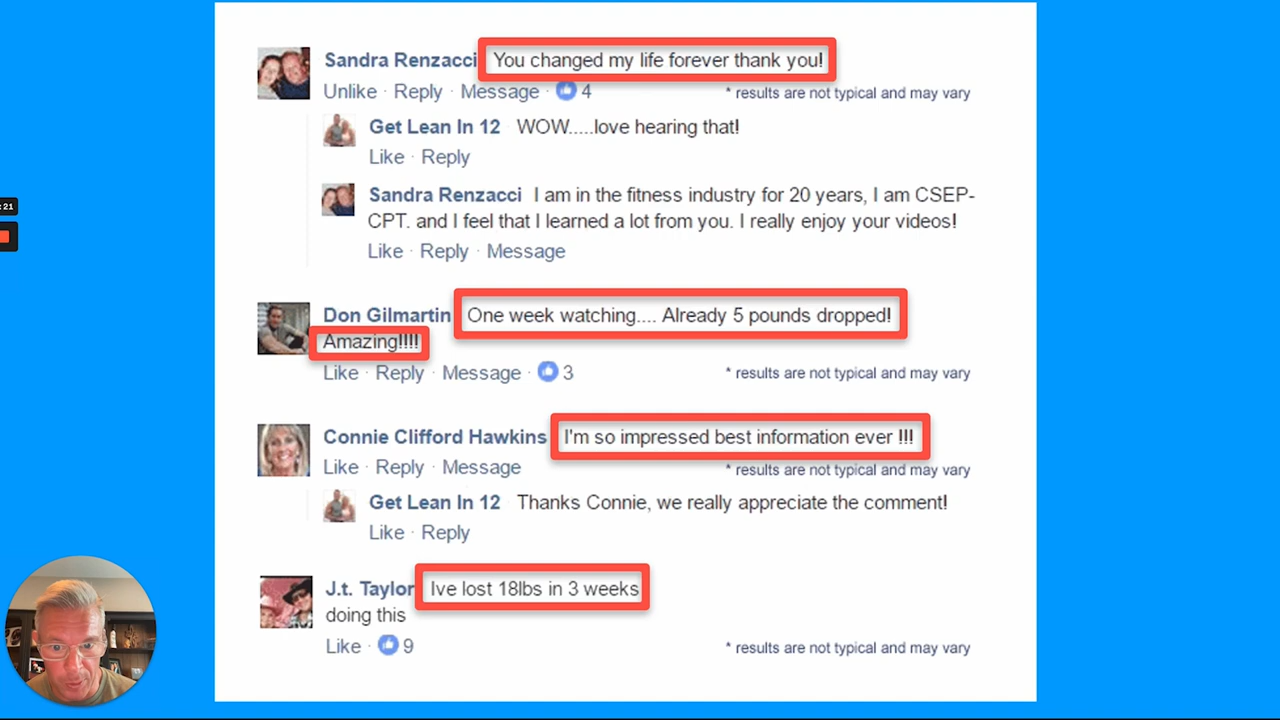 Sandra Renzacci You changed my life forever thank you!
Unlike · Reply · Message · 4 * results are not typical and may vary
Get Lean In 12 WOW.....love hearing that!
Like · Reply
:21
Sandra Renzacci I am in the fitness industry for 20 years, I am CSEP-
CPT. and I feel that I learned a lot from you. I really enjoy your videos!
Like · Reply · Message
Don Gilmartin One week watching.... Already 5 pounds dropped!
Amazing!!!!
Like · Reply · Message · 3 * results are not typical and may vary
Connie Clifford Hawkins I'm so impressed best information ever !!!
Like · Reply · Message * results are not typical and may vary
Get Lean In 12 Thanks Connie, we really appreciate the comment!
Like · Reply
J.t. Taylor Ive lost 18lbs in 3 weeks
doing this
Like · 9 * results are not typical and may vary